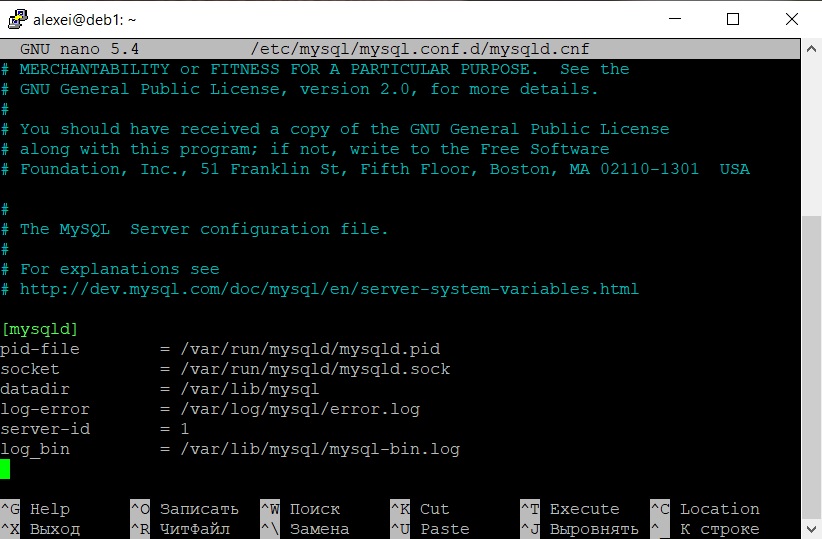 alexei@deb1: ~
GNU nano 5.4 /etc/mysql/mysql.conf.d/mysqld.cnf
# MERCHANTABILITY or FITNESS FOR A PARTICULAR PURPOSE.  See the
# GNU General Public License, version 2.0, for more details.
#
# You should have received a copy of the GNU General Public License
# along with this program; if not, write to the Free Software
# Foundation, Inc., 51 Franklin St, Fifth Floor, Boston, MA 02110-1301  USA
#
# The MySQL  Server configuration file.
#
# For explanations see
# http://dev.mysql.com/doc/mysql/en/server-system-variables.html
[mysqld]
pid-file        = /var/run/mysqld/mysqld.pid
socket          = /var/run/mysqld/mysqld.sock
datadir         = /var/lib/mysql
log-error       = /var/log/mysql/error.log
server-id       = 1
log_bin         = /var/lib/mysql/mysql-bin.log
^G Help ^O Записать ^W Поиск ^K Cut ^T Execute ^C Location
^X Выход ^R ЧитФайл ^\ Замена ^U Paste ^J Выровнять ^_ К строке